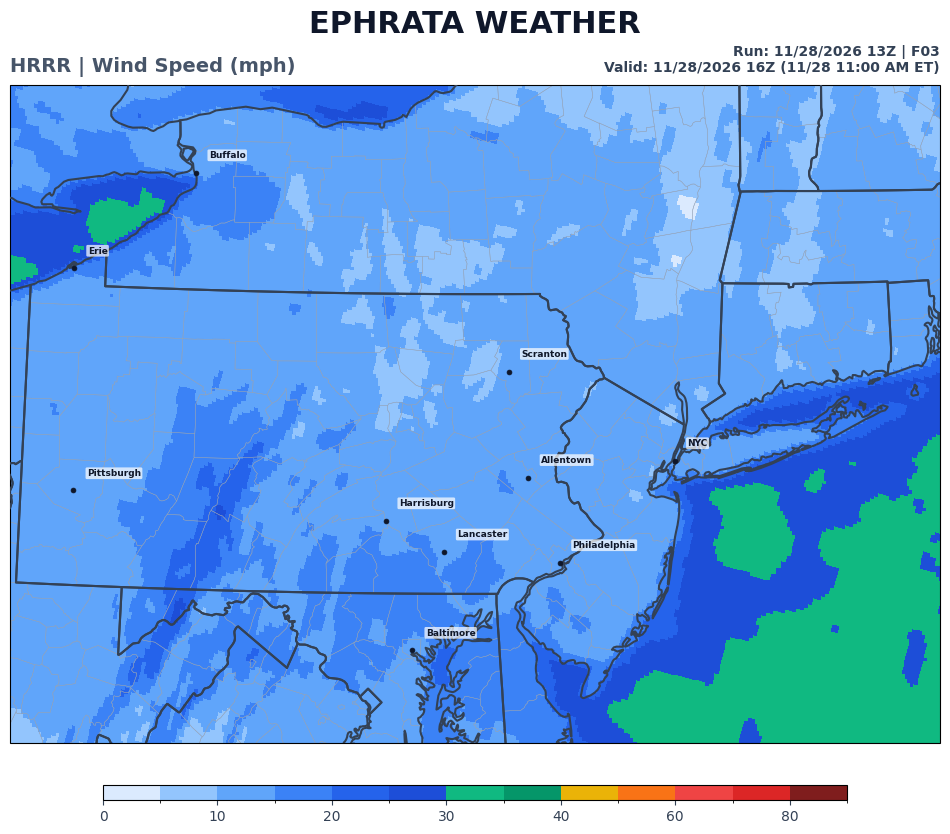 EPHRATA WEATHER
HRRR | Wind Speed (mph)
Run: 11/28/2026 13Z | F03
Valid: 11/28/2026 16Z (11/28 11:00 AM ET)
Buffalo
Erie
Scranton
NYC
Allentown
Pittsburgh
Harrisburg
Lancaster
Philadelphia
Baltimore
0 10 20 30 40 50 60 70 80